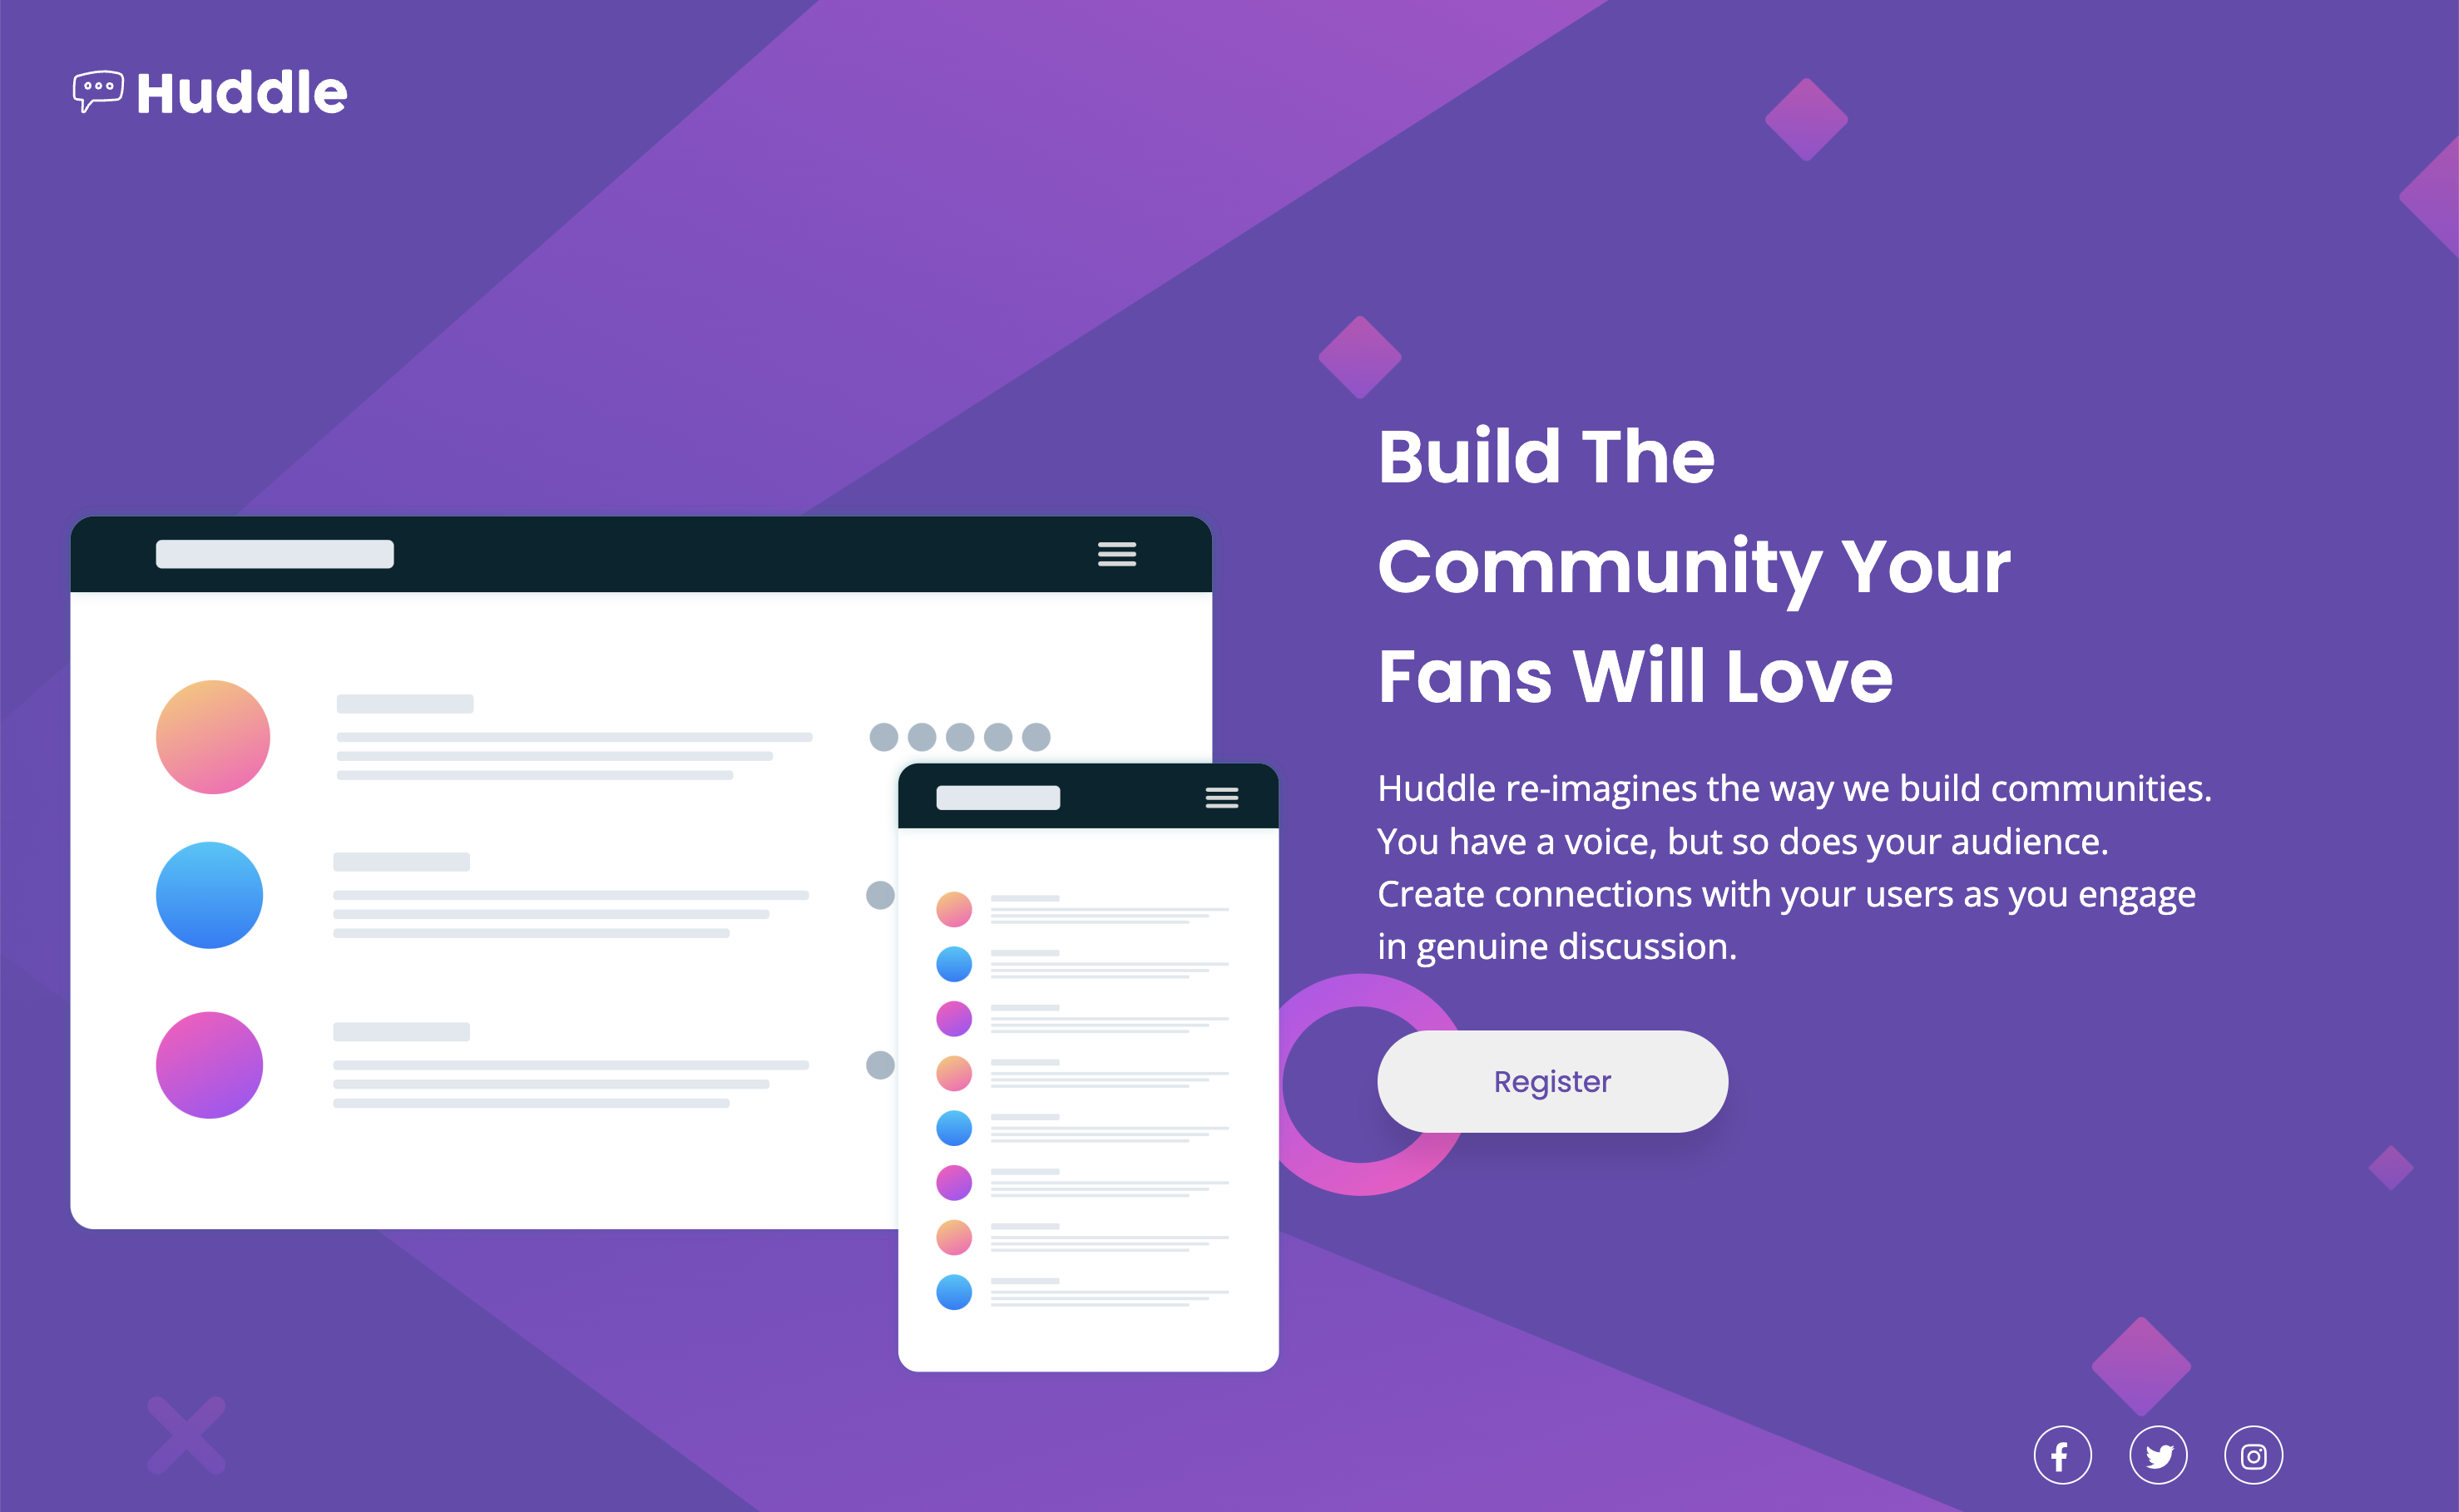 Huddle
Build The
Community Your
Fans Will Love
Huddle re-imagines the way we build communities.
You have a voice, but so does your audience.
Create connections with your users as you engage
in genuine discussion.
Register